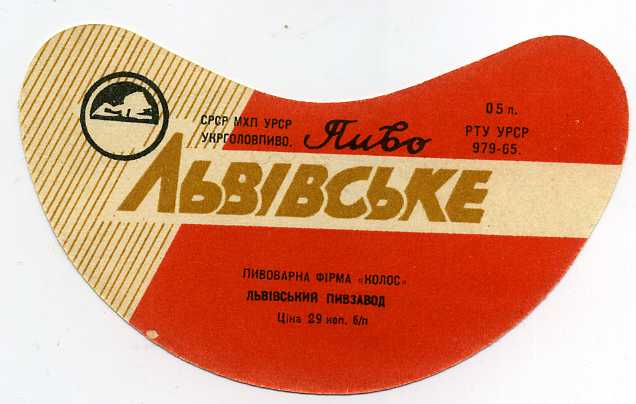 СРСР МХП УРСР
УКРГОЛОВПИВО.
Пиво
0 5 л.
РТУ УРСР
979-65.
ЛЬВІВСЬКЕ
ПИВОВАРНА ФІРМА «КОЛОС»
ЛЬВІВСЬКИЙ ПИВЗАВОД
Ціна 29 коп. б/п